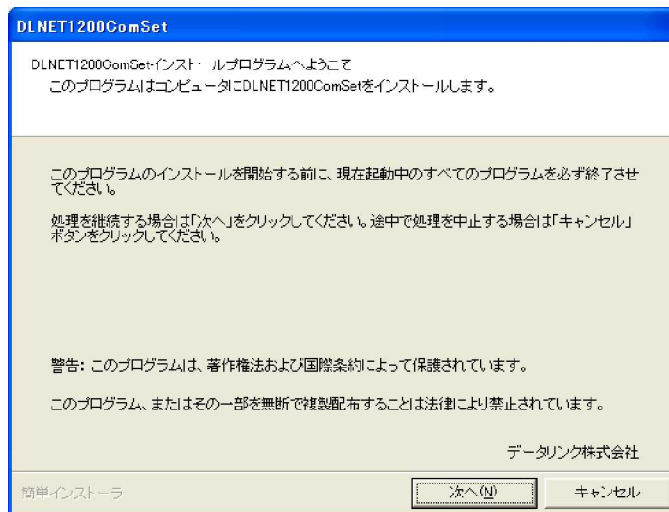 DLNET1200ComSet
DLNET1200ComSetインストールプログラムへようこそ
このプログラムはコンピュータにDLNET1200ComSetをインストールします。
このプログラムのインストールを開始する前に、現在起動中のすべてのプログラムを必ず終了させ
てください。
処理を継続する場合は「次へ」をクリックしてください。途中で処理を中止する場合は「キャンセル」
ボタンをクリックしてください。
警告: このプログラムは、著作権法および国際条約によって保護されています。
このプログラム、またはその一部を無断で複製配布することは法律により禁止されています。
データリンク株式会社
簡単インストーラ
次へ(N)
キャンセル